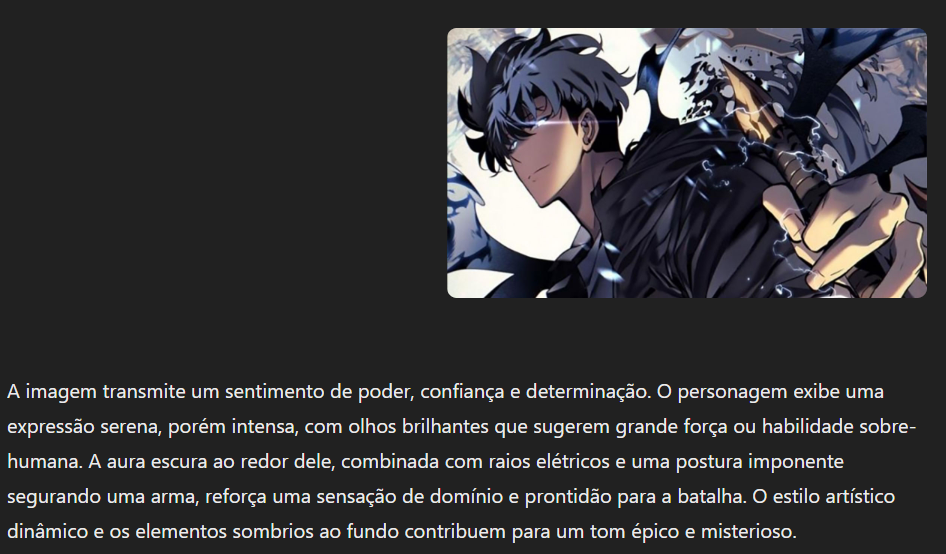 A imagem transmite um sentimento de poder, confiança e determinação. O personagem exibe uma
expressão serena, porém intensa, com olhos brilhantes que sugerem grande força ou habilidade sobre-
humana. A aura escura ao redor dele, combinada com raios elétricos e uma postura imponente
segurando uma arma, reforça uma sensação de domínio e prontidão para a batalha. O estilo artístico
dinâmico e os elementos sombrios ao fundo contribuem para um tom épico e misterioso.